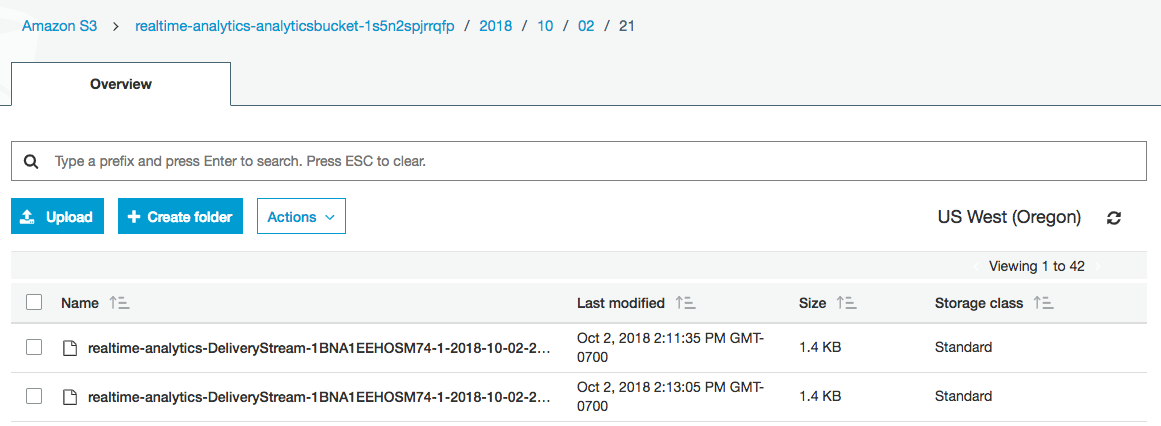 Amazon S3 > realtime-analytics-analyticsbucket-1s5n2spjrrqfp / 2018 / 10 / 02 / 21
Overview
Type a prefix and press Enter to search. Press ESC to clear.
Upload Create folder Actions US West (Oregon)
Viewing 1 to 42
Name Last modified Size Storage class
realtime-analytics-DeliveryStream-1BNA1EEHOSM74-1-2018-10-02-2... Oct 2, 2018 2:11:35 PM GMT- 1.4 KB Standard
0700
realtime-analytics-DeliveryStream-1BNA1EEHOSM74-1-2018-10-02-2... Oct 2, 2018 2:13:05 PM GMT- 1.4 KB Standard
0700